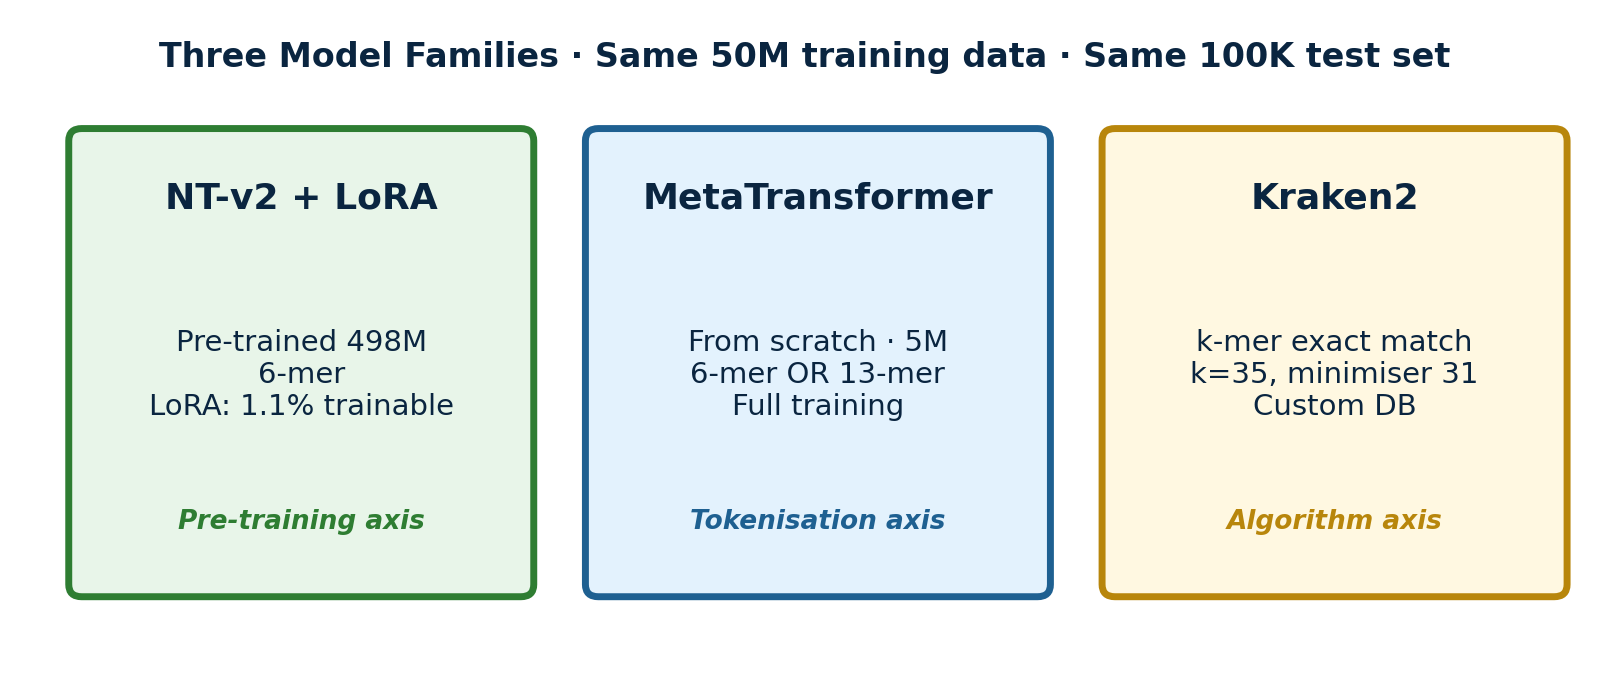 Three Model Families · Same 50M training data · Same 100K test set
NT-v2 + LoRA
Pre-trained 498M
6-mer
LoRA: 1.1% trainable
Pre-training axis
MetaTransformer
From scratch · 5M
6-mer OR 13-mer
Full training
Tokenisation axis
Kraken2
k-mer exact match
k=35, minimiser 31
Custom DB
Algorithm axis